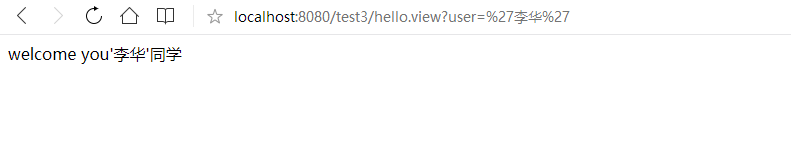 localhost:8080/test3/hello.view?user=%27李华%27
welcome you'李华'同学